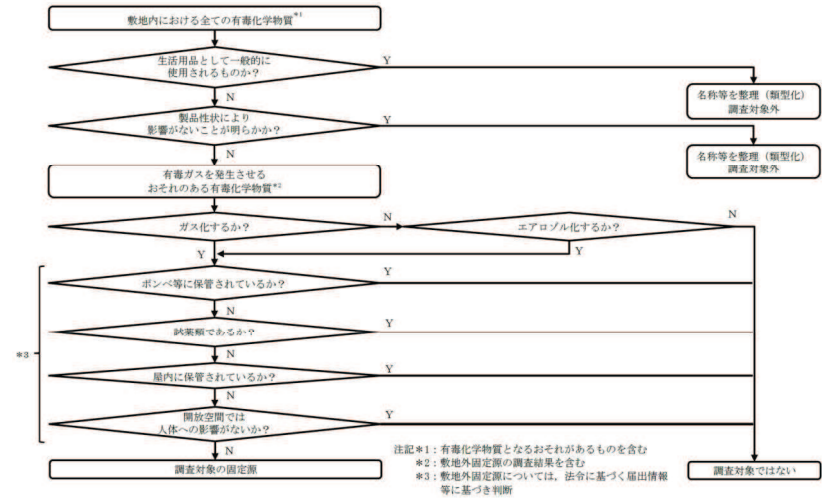 敷地内における全ての有毒化学物質*1
生活用品として一般的に
使用されるものか？
Y
N
名称等を整理（類型化）
調査対象外
製品性状により
影響がないことが明らかか？
Y
N
名称等を整理（類型化）
調査対象外
有毒ガスを発生させる
おそれのある有毒化学物質*2
ガス化するか？
N
エアロゾル化するか？
N
Y
Y
ボンベ等に保管されているか？
Y
N
試薬類であるか？
Y
N
*3
屋内に保管されているか？
Y
N
開放空間では
人体への影響がないか？
Y
N
調査対象の固定源
調査対象ではない
注記*1：有毒化学物質となるおそれがあるものを含む
*2：敷地外固定源の調査結果を含む
*3：敷地外固定源については，法令に基づく届出情報
等に基づき判断